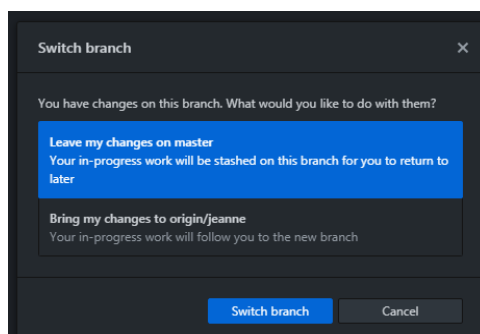 Switch branch
You have changes on this branch. What would you like to do with them?
Leave my changes on master
Your in-progress work will be stashed on this branch for you to return to
later
Bring my changes to origin/jeanne
Your in-progress work will follow you to the new branch
Switch branch Cancel